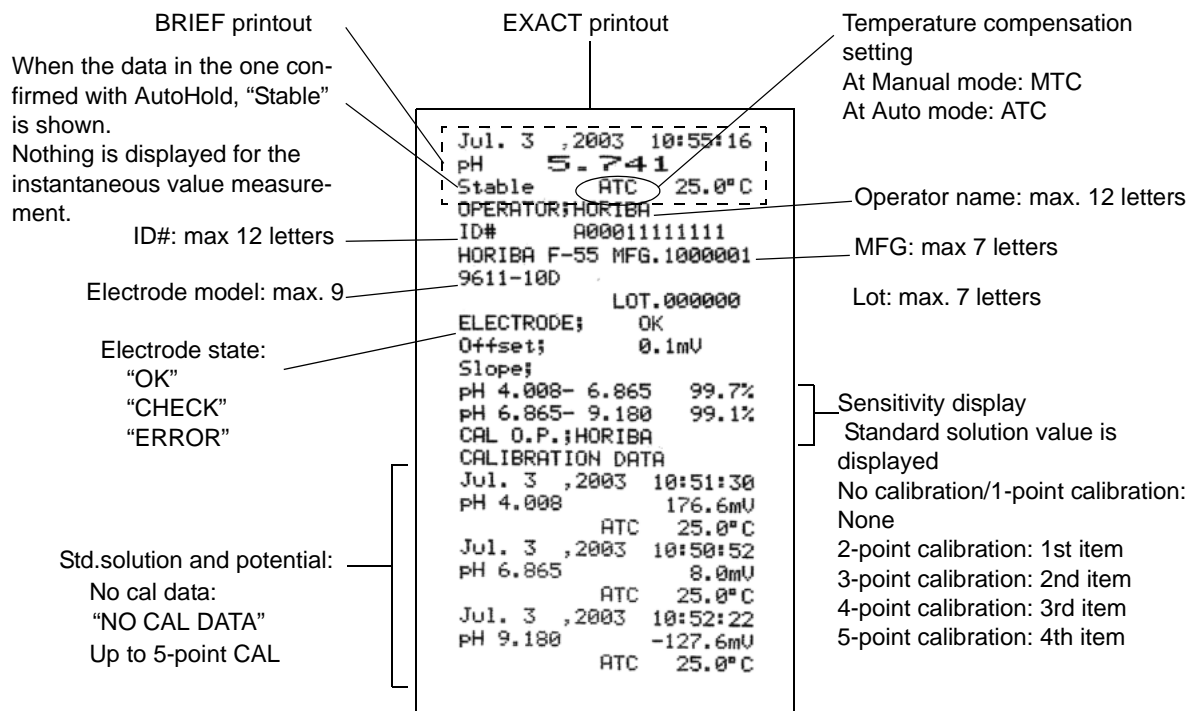 BRIEF printout
EXACT printout
Temperature compensation
setting
At Manual mode: MTC
At Auto mode: ATC
When the data in the one con-
firmed with AutoHold, “Stable”
is shown.
Nothing is displayed for the
instantaneous value measure-
ment.
ID#: max 12 letters
Electrode model: max. 9
Electrode state:
“OK”
“CHECK”
“ERROR”
Std.solution and potential:
No cal data:
“NO CAL DATA”
Up to 5-point CAL
Jul. 3 ,2003 10:55:16
pH 5.741
Stable ATC 25.0°C
OPERATOR;HORIBA
ID# A00011111111
HORIBA F-55 MFG.1000001
9611-10D
LOT.000000
ELECTRODE; OK
Offset; 0.1mV
Slope;
pH 4.008- 6.865 99.7%
pH 6.865- 9.180 99.1%
CAL O.P.;HORIBA
CALIBRATION DATA
Jul. 3 ,2003 10:51:30
pH 4.008 176.6mV
ATC 25.0°C
Jul. 3 ,2003 10:50:52
pH 6.865 8.0mV
ATC 25.0°C
Jul. 3 ,2003 10:52:22
pH 9.180 -127.6mV
ATC 25.0°C
Operator name: max. 12 letters
MFG: max 7 letters
Lot: max. 7 letters
Sensitivity display
Standard solution value is
displayed
No calibration/1-point calibration:
None
2-point calibration: 1st item
3-point calibration: 2nd item
4-point calibration: 3rd item
5-point calibration: 4th item